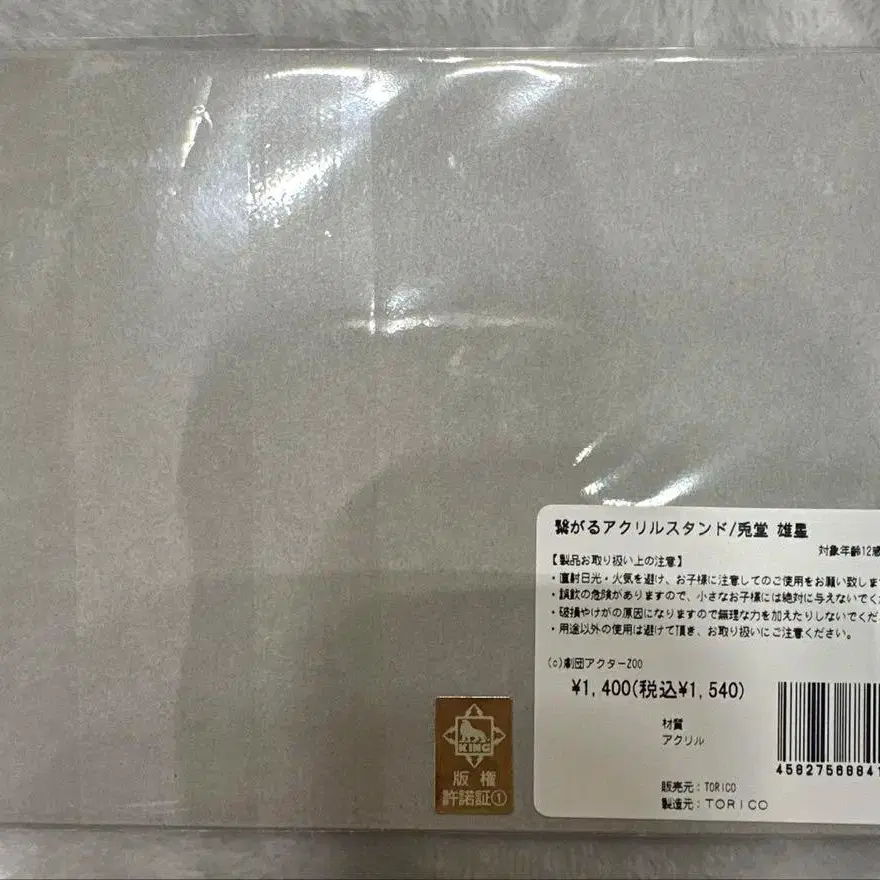 繋がるアクリルスタンド/兎堂 雄星
対象年齢12歳
【製品お取り扱い上の注意】
・直射日光・火気を避け、お子様に注意してのご使用をお願い致しま
・誤飲の危険がありますので、小さなお子様には絶対に与えないでく
・破損やけがの原因になりますので無理な力を加えたりしないでくだ
・用途以外の使用は避けて頂き、お取り扱いにご注意ください。
(c)劇団アクターZOO
¥1,400(税込¥1,540)
材質
アクリル
4582756884
販売元：TORICO
製造元：TORICO
KING
版権
許諾証①